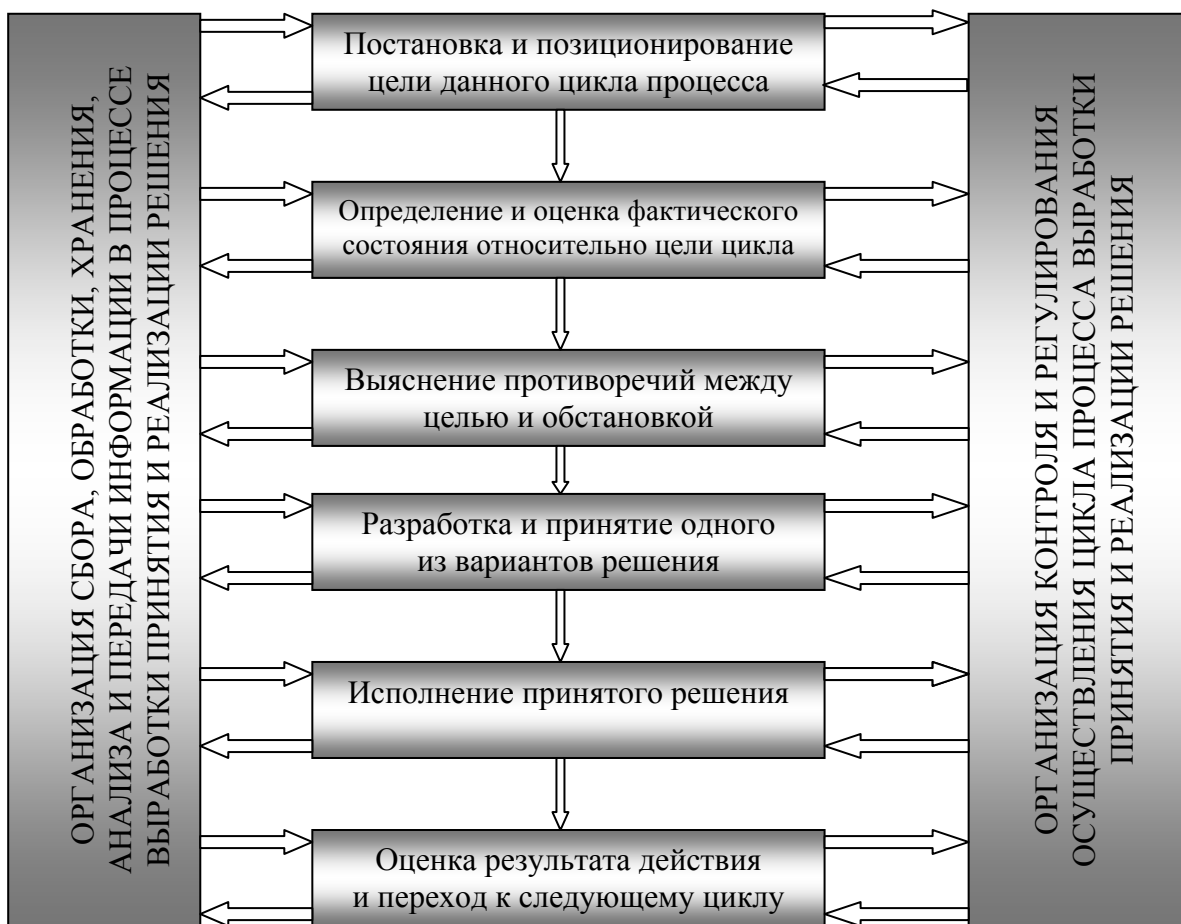 ОРГАНИЗАЦИЯ СБОРА, ОБРАБОТКИ, ХРАНЕНИЯ,
АНАЛИЗА И ПЕРЕДАЧИ ИНФОРМАЦИИ В ПРОЦЕССЕ
ВЫРАБОТКИ ПРИНЯТИЯ И РЕАЛИЗАЦИИ РЕШЕНИЯ
Постановка и позиционирование
цели данного цикла процесса
Определение и оценка фактического
состояния относительно цели цикла
Выяснение противоречий между
целью и обстановкой
Разработка и принятие одного
из вариантов решения
Исполнение принятого решения
Оценка результата действия
и переход к следующему циклу
ОРГАНИЗАЦИЯ КОНТРОЛЯ И РЕГУЛИРОВАНИЯ
ОСУЩЕСТВЛЕНИЯ ЦИКЛА ПРОЦЕССА ВЫРАБОТКИ
ПРИНЯТИЯ И РЕАЛИЗАЦИИ РЕШЕНИЯ